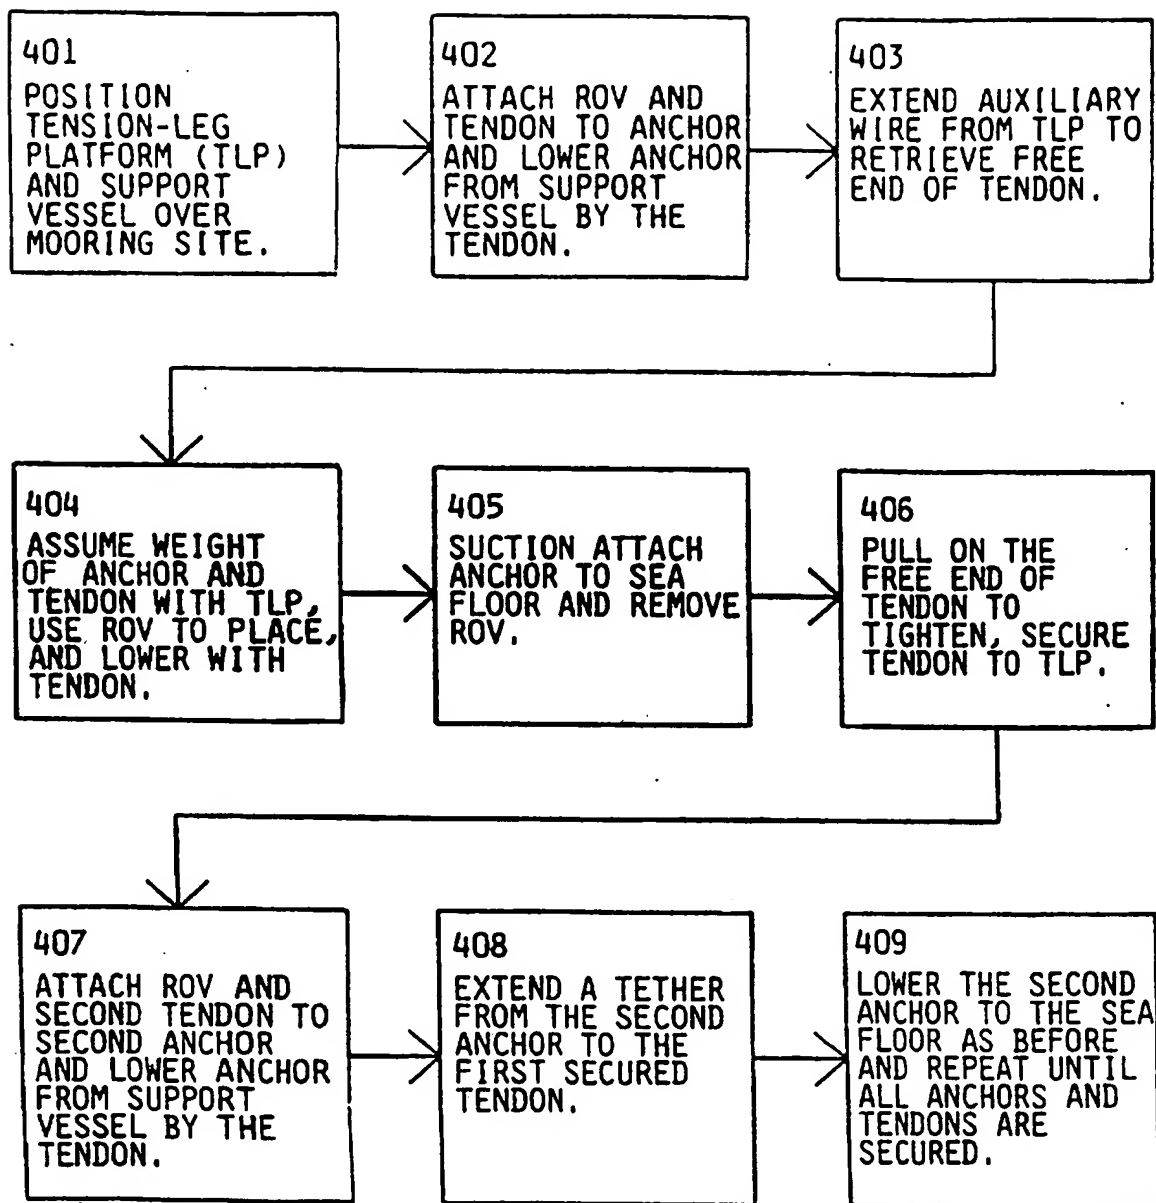 401
POSITION
TENSION-LEG
PLATFORM (TLP)
AND SUPPORT
VESSEL OVER
MOORING SITE.
402
ATTACH ROV AND
TENDON TO ANCHOR
AND LOWER ANCHOR
FROM SUPPORT
VESSEL BY THE
TENDON.
403
EXTEND AUXILIARY
WIRE FROM TLP TO
RETRIEVE FREE
END OF TENDON.
404
ASSUME WEIGHT
OF ANCHOR AND
TENDON WITH TLP,
USE ROV TO PLACE,
AND LOWER WITH
TENDON.
405
SUCTION ATTACH
ANCHOR TO SEA
FLOOR AND REMOVE
ROV.
406
PULL ON THE
FREE END OF
TENDON TO
TIGHTEN, SECURE
TENDON TO TLP.
407
ATTACH ROV AND
SECOND TENDON TO
SECOND ANCHOR
AND LOWER ANCHOR
FROM SUPPORT
VESSEL BY THE
TENDON.
408
EXTEND A TETHER
FROM THE SECOND
ANCHOR TO THE
FIRST SECURED
TENDON.
409
LOWER THE SECOND
ANCHOR TO THE SEA
FLOOR AS BEFORE
AND REPEAT UNTIL
ALL ANCHORS AND
TENDONS ARE
SECURED.